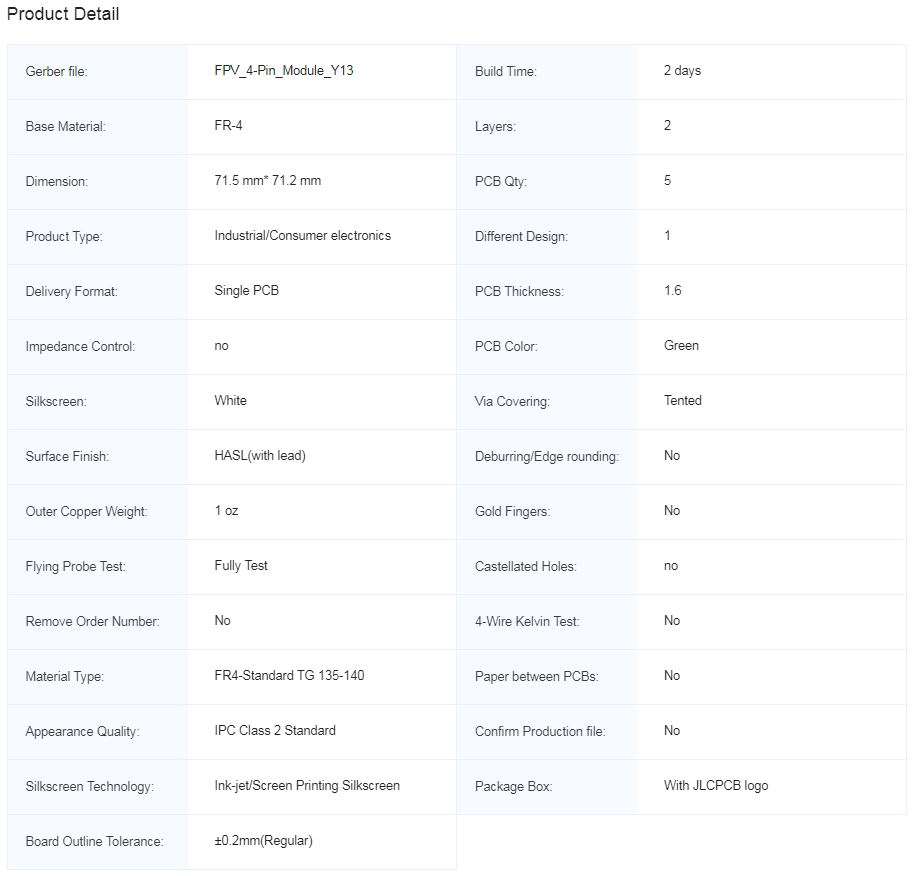 Product Detail
Gerber file: FPV_4-Pin_Module_Y13 Build Time: 2 days
Base Material: FR-4 Layers: 2
Dimension: 71.5 mm* 71.2 mm PCB Qty: 5
Product Type: Industrial/Consumer electronics Different Design: 1
Delivery Format: Single PCB PCB Thickness: 1.6
Impedance Control: no PCB Color: Green
Silkscreen: White Via Covering: Tented
Surface Finish: HASL(with lead) Deburring/Edge rounding: No
Outer Copper Weight: 1 oz Gold Fingers: No
Flying Probe Test: Fully Test Castellated Holes: no
Remove Order Number: No 4-Wire Kelvin Test: No
Material Type: FR4-Standard TG 135-140 Paper between PCBs: No
Appearance Quality: IPC Class 2 Standard Confirm Production file: No
Silkscreen Technology: Ink-jet/Screen Printing Silkscreen Package Box: With JLCPCB logo
Board Outline Tolerance: ±0.2mm(Regular)